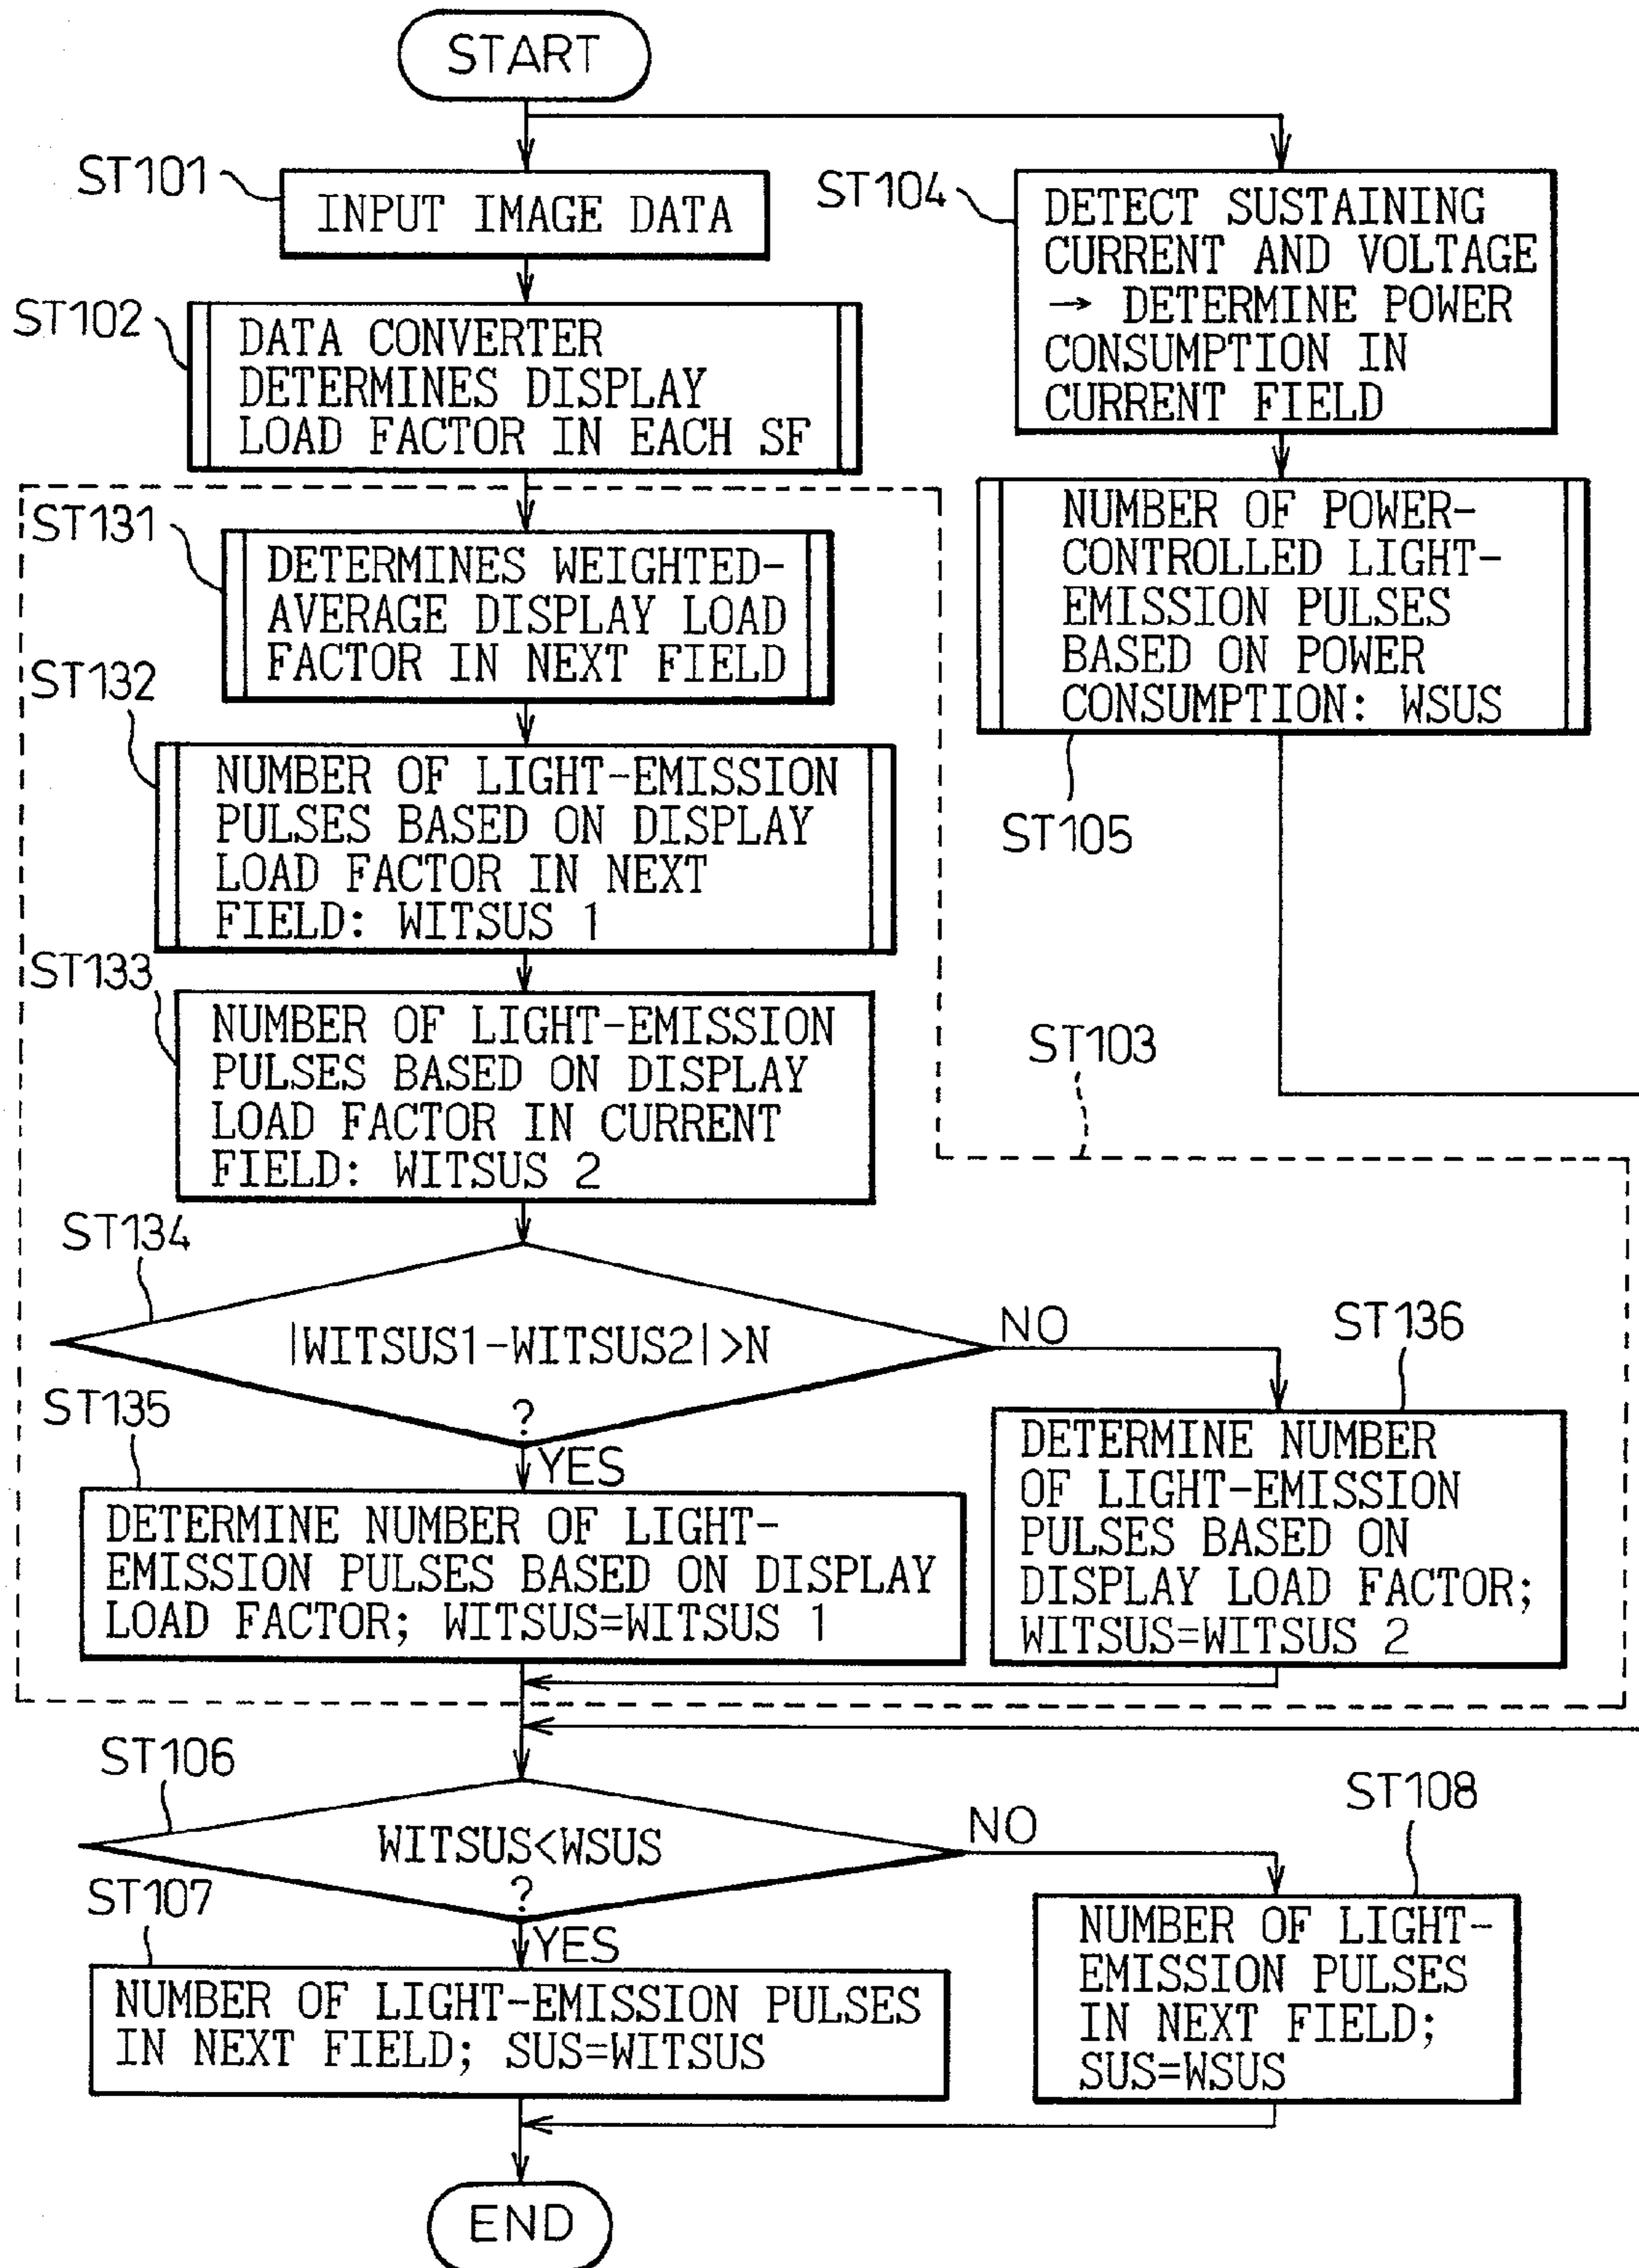 START
ST101
INPUT IMAGE DATA
ST104
DETECT SUSTAINING
CURRENT AND VOLTAGE
→ DETERMINE POWER
CONSUMPTION IN
CURRENT FIELD
ST102
DATA CONVERTER
DETERMINES DISPLAY
LOAD FACTOR IN EACH SF
ST131
DETERMINES WEIGHTED-
AVERAGE DISPLAY LOAD
FACTOR IN NEXT FIELD
NUMBER OF POWER-
CONTROLLED LIGHT-
EMISSION PULSES
BASED ON POWER
CONSUMPTION: WSUS
ST105
ST132
NUMBER OF LIGHT-EMISSION
PULSES BASED ON DISPLAY
LOAD FACTOR IN NEXT
FIELD: WITSUS 1
ST133
NUMBER OF LIGHT-EMISSION
PULSES BASED ON DISPLAY
LOAD FACTOR IN CURRENT
FIELD: WITSUS 2
ST103
ST134
|WITSUS1-WITSUS2|>N
?
NO
YES
ST136
DETERMINE NUMBER
OF LIGHT-EMISSION
PULSES BASED ON
DISPLAY LOAD FACTOR;
WITSUS=WITSUS 2
ST135
DETERMINE NUMBER OF LIGHT-
EMISSION PULSES BASED ON DISPLAY
LOAD FACTOR; WITSUS=WITSUS 1
ST106
WITSUS<WSUS
?
NO
YES
ST108
NUMBER OF LIGHT-
EMISSION PULSES
IN NEXT FIELD;
SUS=WSUS
ST107
NUMBER OF LIGHT-EMISSION PULSES
IN NEXT FIELD; SUS=WITSUS
END